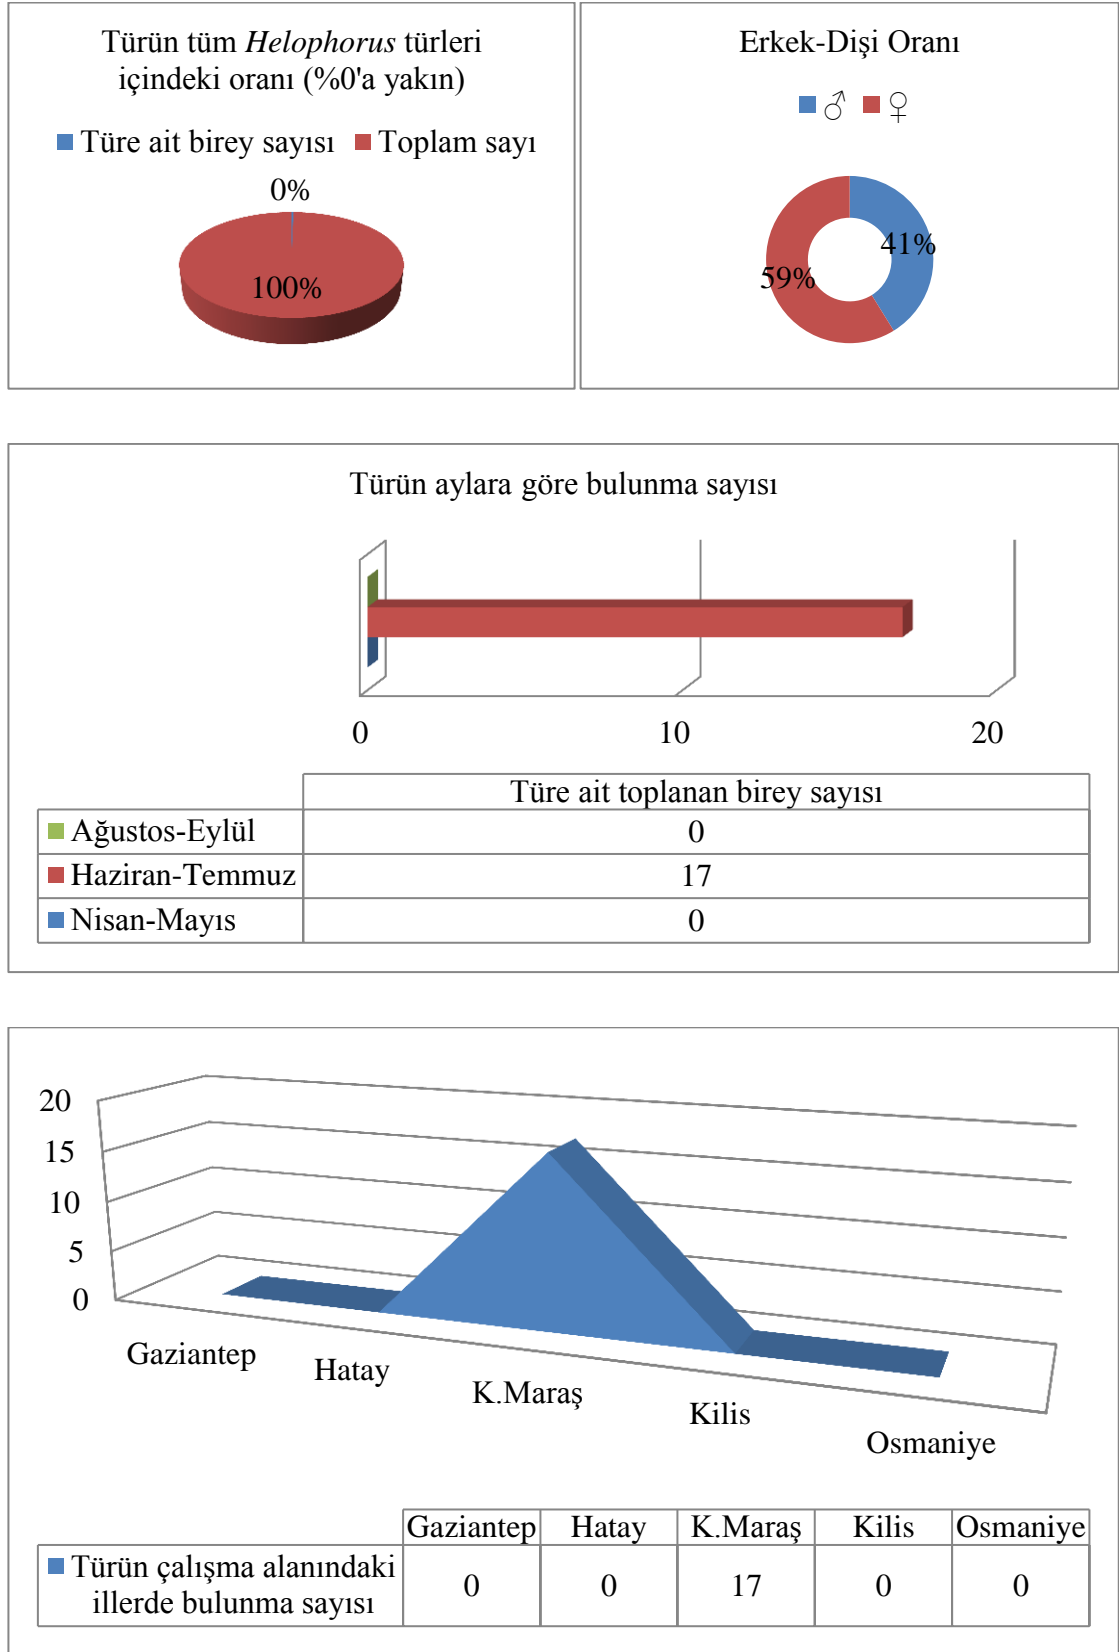 Türün tüm Helophorus türleri
içindeki oranı (%0'a yakın)
Türe ait birey sayısı Toplam sayı
0%
100%
Erkek-Dişi Oranı
♂ ♀
41%
59%
Türün aylara göre bulunma sayısı
0 10 20
Türe ait toplanan birey sayısı
Ağustos-Eylül 0
Haziran-Temmuz 17
Nisan-Mayıs 0
20
15
10
5
0
Gaziantep
Hatay
K.Maraş
Kilis
Osmaniye
Gaziantep Hatay K.Maraş Kilis Osmaniye
Türün çalışma alanındaki
illerde bulunma sayısı
0 0 17 0 0